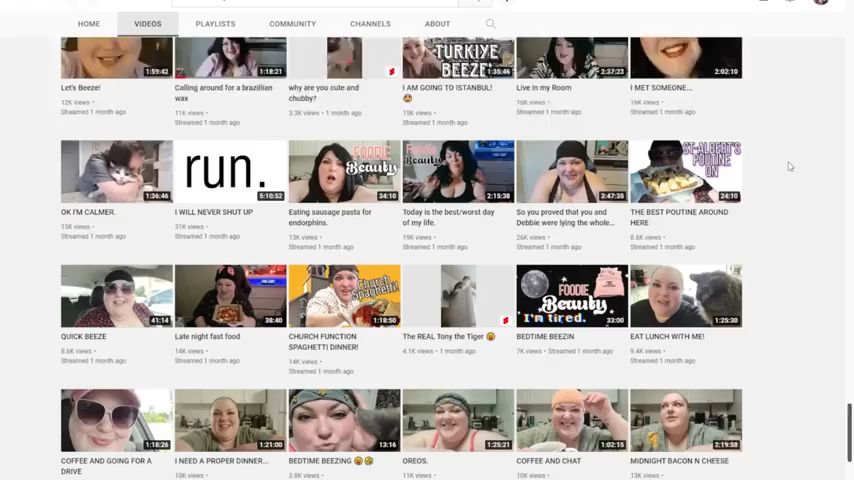 HOME VIDEOS PLAYLISTS COMMUNITY CHANNELS ABOUT
TURKIYE
BEEZE!
1:59:42 1:18:21 1:35:46 2:37:23 2:02:10
Let's Beeze! Calling around for a brazilian why are you cute and I AM GOING TO ISTANBUL! Live in my Room I MET SOMEONE...
wax chubby?
12K views • 11K views • 3.3K views • 1 month ago 15K views • 16K views • 16K views •
Streamed 1 month ago Streamed 1 month ago Streamed 1 month ago Streamed 1 month ago Streamed 1 month ago
run.
FOODIE
Beauty
Foodie
Beauty
ST-ALBERT'S
POUTINE
ON
1:36:46 5:10:52 34:10 2:15:38 3:47:35 24:10
OK I'M CALMER. I WILL NEVER SHUT UP Eating sausage pasta for Today is the best/worst day So you proved that you and THE BEST POUTINE AROUND
endorphins. of my life. Debbie were lying the whole... HERE
15K views • 31K views • 13K views • 19K views • 26K views • 8.6K views •
Streamed 1 month ago Streamed 1 month ago Streamed 1 month ago Streamed 1 month ago Streamed 1 month ago Streamed 1 month ago
Church
Spaghetti!
FOODIE
Beauty
I'm tired.
41:14 38:40 1:18:50 33:00 1:25:30
QUICK BEEZE Late night fast food CHURCH FUNCTION The REAL Tony the Tiger 😛 BEDTIME BEEZIN EAT LUNCH WITH ME!
SPAGHETTI DINNER!
8.6K views • 14K views • 14K views • 4.1K views • 1 month ago 7K views • Streamed 1 month ago 9.4K views •
Streamed 1 month ago Streamed 1 month ago Streamed 1 month ago Streamed 1 month ago
1:18:26 1:21:00 13:16 1:25:21 1:02:15 2:19:58
COFFEE AND GOING FOR A I NEED A PROPER DINNER... BEDTIME BEEZING OREOS. COFFEE AND CHAT MIDNIGHT BACON N CHEESE
DRIVE
10K views • 3.8K views • 10K views • 10K views • 13K views •